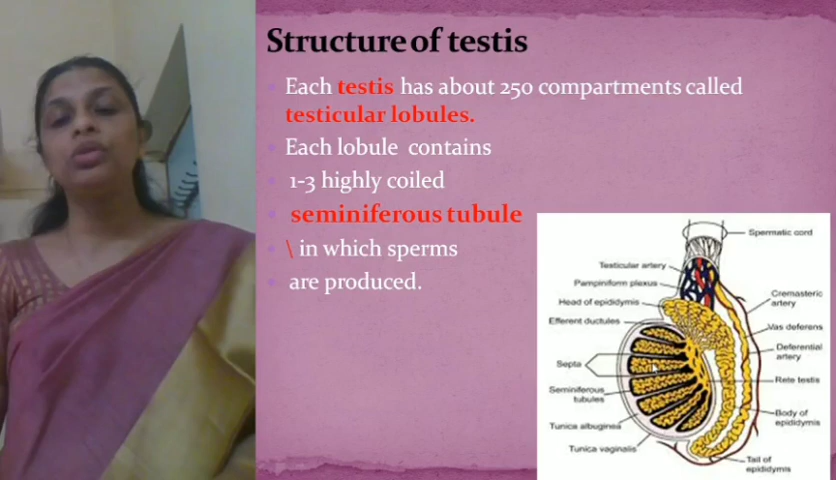 Structure of testis
Each testis has about 250 compartments called
testicular lobules.
Each lobule contains
1-3 highly coiled
seminiferous tubule
\ in which sperms
are produced.
Spermatic cord
Testicular artery
Pampiniform plexus
Head of epididymis
Cremasteric
artery
Efferent ductules
Vas deferens
Deferential
artery
Septa
Rete testis
Seminiferous
tubules
Body of
epididymis
Tunica albuginea
Tunica vaginalis
Tail of
epididymis